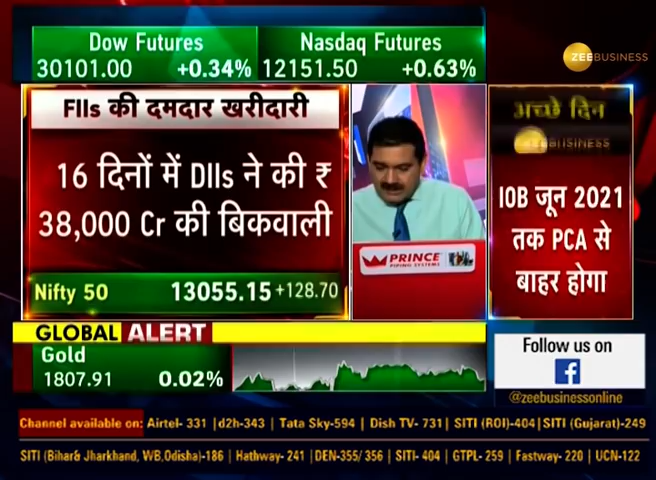 Dow Futures
30101.00 +0.34%
Nasdaq Futures
12151.50 +0.63%
ZEEBUSINESS
FIIs की दमदार खरीदारी
16 दिनों में DIIs ने की ₹
38,000 Cr की बिकवाली
Nifty 50 13055.15 +128.70
PRINCE
PIPING SYSTEMS
अच्छे दिन
ZEEBUSINESS
IOB जून 2021
तक PCA से
बाहर होगा
GLOBAL ALERT
Gold
1807.91 0.02%
Follow us on
f
@zeebusinessonline
Channel available on: Airtel- 331 |d2h-343 | Tata Sky-594 | Dish TV- 731| SITI (ROI)-404|SITI (Gujarat)-249
SITI (Bihar& Jharkhand, WB,Odisha)-186 | Hathway- 241 |DEN-355/ 356 | SITI- 404 | GTPL- 259 | Fastway- 220 | UCN-122